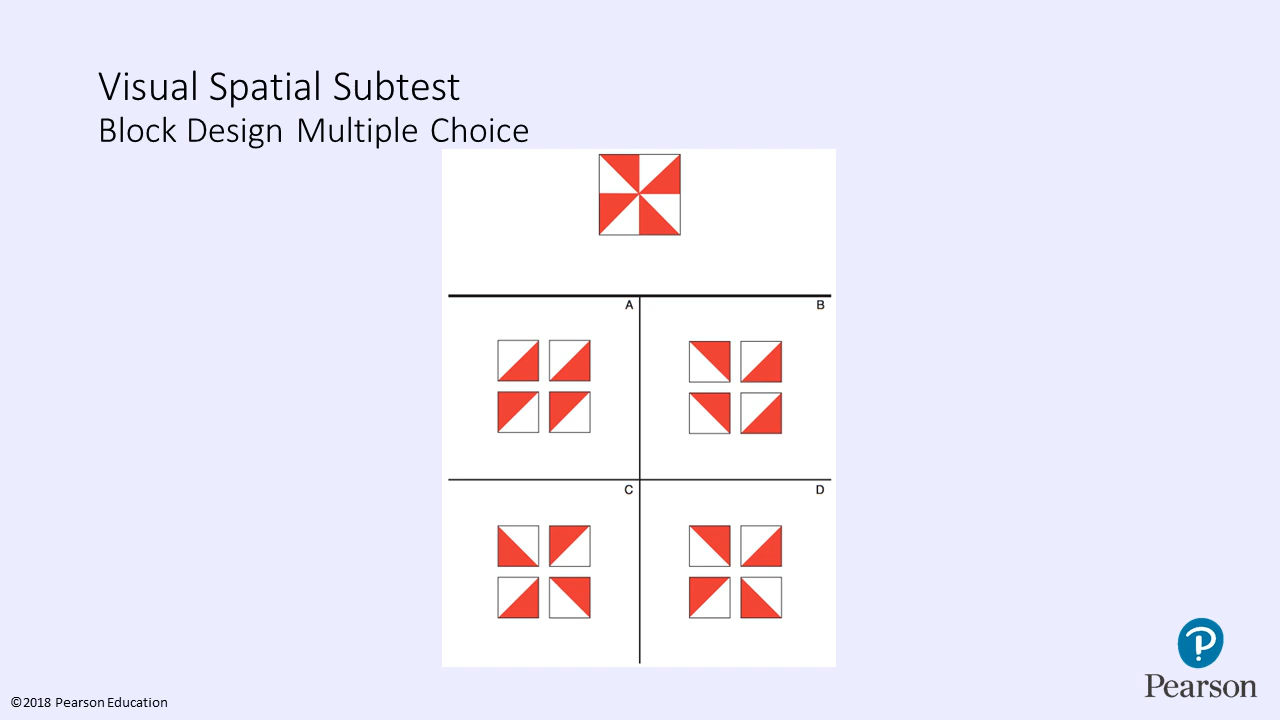 Visual Spatial Subtest
Block Design Multiple Choice
A
B
C
D
Pearson
©2018 Pearson Education